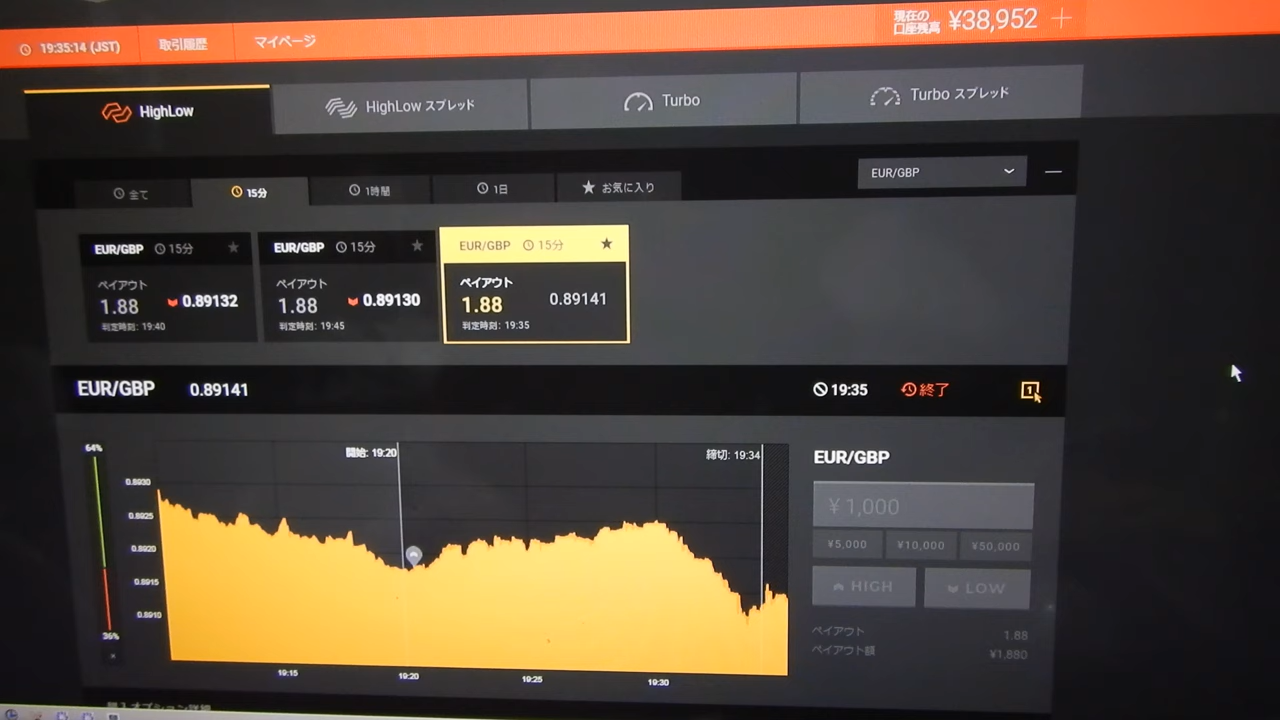 19:35:14 (JST)
取引履歴
マイページ
現在の
口座残高
¥38,952
HighLow
HighLow スプレッド
Turbo
Turbo スプレッド
全て
15分
1時間
1日
お気に入り
EUR/GBP
EUR/GBP 15分
ペイアウト
1.88 0.89132
判定時刻: 19:40
EUR/GBP 15分
ペイアウト
1.88 0.89130
判定時刻: 19:45
EUR/GBP 15分
ペイアウト
1.88 0.89141
判定時刻: 19:35
EUR/GBP 0.89141
19:35
終了
1
64%
36%
開始: 19:20
締切: 19:34
0.8930
0.8925
0.8920
0.8915
0.8910
19:15
19:20
19:25
19:30
EUR/GBP
¥1,000
¥5,000
¥10,000
¥50,000
HIGH
LOW
ペイアウト 1.88
ペイアウト額 ¥1,880